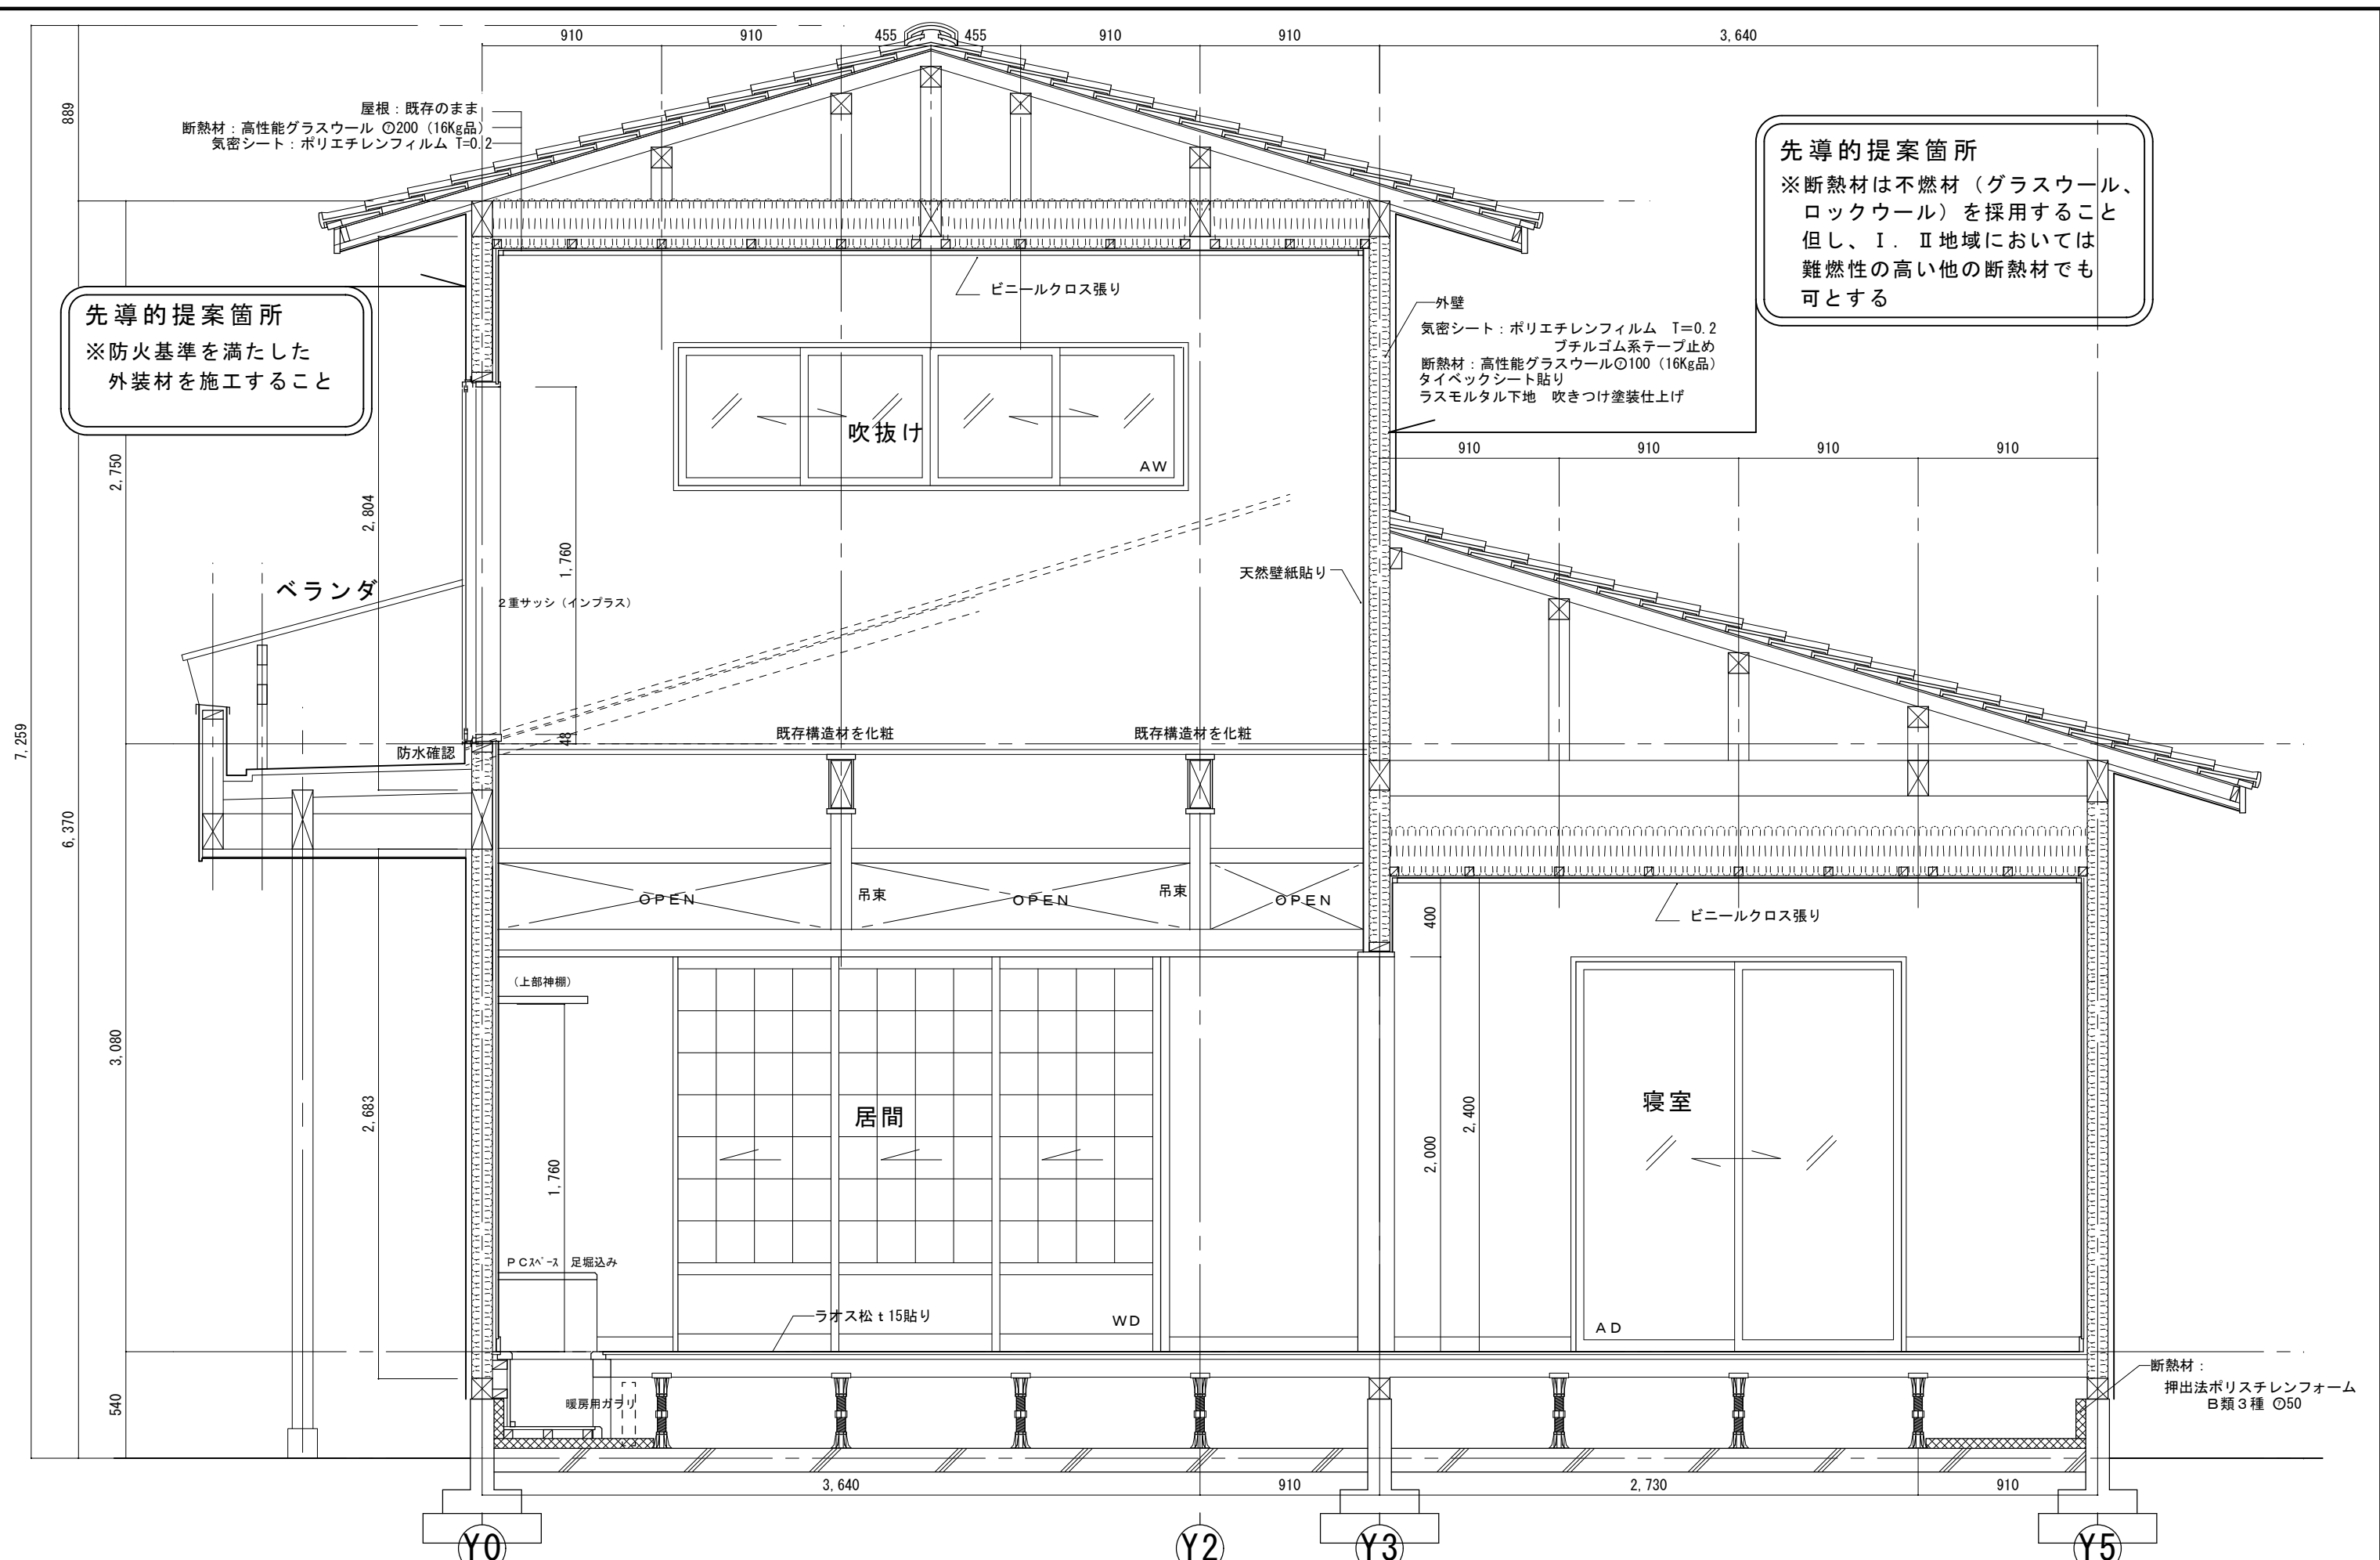 910
910
455
455
910
910
3,640
889
屋根：既存のまま
断熱材：高性能グラスウール ⑦200（16Kg品）
気密シート：ポリエチレンフィルム T=0.2
先導的提案箇所
※断熱材は不燃材（グラスウール、
ロックウール）を採用すること
但し、Ⅰ．Ⅱ地域においては
難燃性の高い他の断熱材でも
可とする
先導的提案箇所
※防火基準を満たした
外装材を施工すること
ビニールクロス張り
外壁
気密シート：ポリエチレンフィルム　T＝0.2
ブチルゴム系テープ止め
断熱材：高性能グラスウール⑦100（16Kg品）
タイベックシート貼り
ラスモルタル下地　吹きつけ塗装仕上げ
吹抜け
AW
910
910
910
910
2,750
2,804
1,760
天然壁紙貼り
ベランダ
2重サッシ（インプラス）
7,259
防水確認
48
既存構造材を化粧
既存構造材を化粧
6,370
OPEN
吊束
OPEN
吊束
OPEN
400
ビニールクロス張り
（上部神棚）
3,080
2,683
1,760
居間
2,000
2,400
寝室
PCｽﾍﾟｰｽ　足堀込み
ラオス松ｔ15貼り
WD
AD
540
暖房用ガラリ
断熱材：
押出法ポリスチレンフォーム
B類3種 ⑦50
3,640
910
2,730
910
Y0
Y2
Y3
Y5